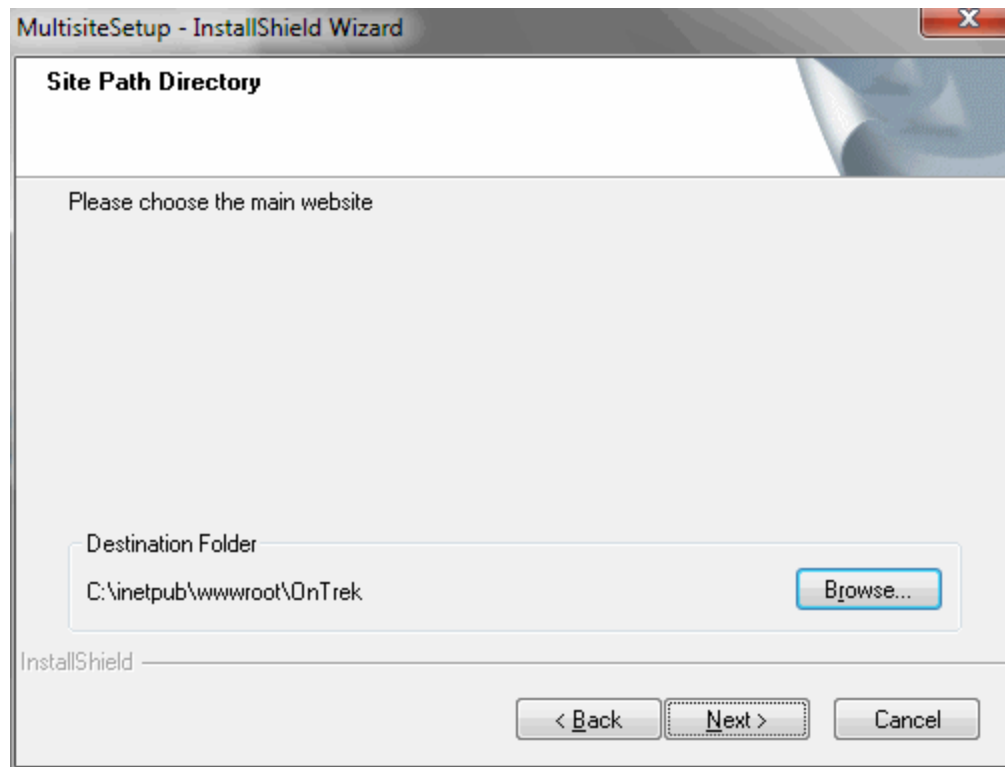 MultisiteSetup - InstallShield Wizard
Site Path Directory
Please choose the main website
Destination Folder
C:\inetpub\wwwroot\OnTrek
Browse...
InstallShield
< Back
Next >
Cancel